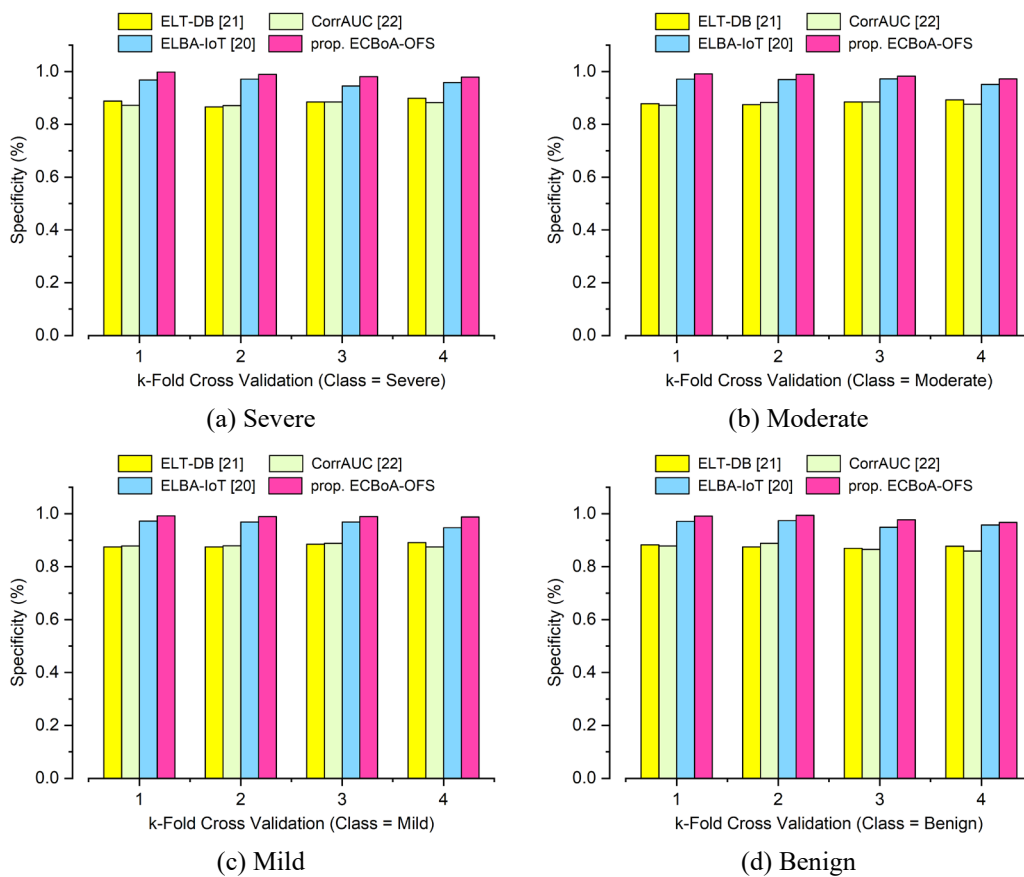 ELT-DB [21] CorrAUC [22]
ELBA-IoT [20] prop. ECBoA-OFS
1.0
0.8
0.6
0.4
0.2
0.0
Specificity (%)
1 2 3 4
k-Fold Cross Validation (Class = Severe)
(a) Severe
ELT-DB [21] CorrAUC [22]
ELBA-IoT [20] prop. ECBoA-OFS
1.0
0.8
0.6
0.4
0.2
0.0
Specificity (%)
1 2 3 4
k-Fold Cross Validation (Class = Moderate)
(b) Moderate
ELT-DB [21] CorrAUC [22]
ELBA-IoT [20] prop. ECBoA-OFS
1.0
0.8
0.6
0.4
0.2
0.0
Specificity (%)
1 2 3 4
k-Fold Cross Validation (Class = Mild)
(c) Mild
ELT-DB [21] CorrAUC [22]
ELBA-IoT [20] prop. ECBoA-OFS
1.0
0.8
0.6
0.4
0.2
0.0
Specificity (%)
1 2 3 4
k-Fold Cross Validation (Class = Benign)
(d) Benign